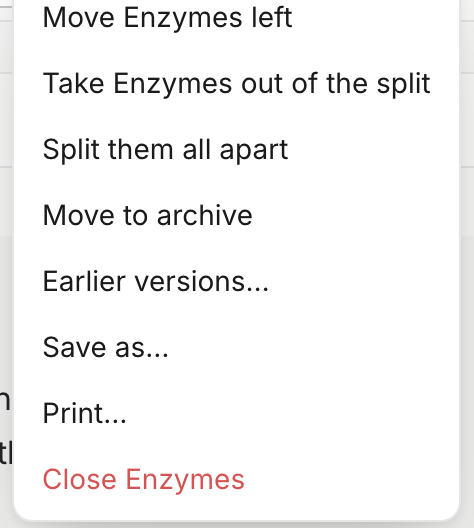 Move Enzymes left
Take Enzymes out of the split
Split them all apart
Move to archive
Earlier versions...
Save as...
Print...
Close Enzymes